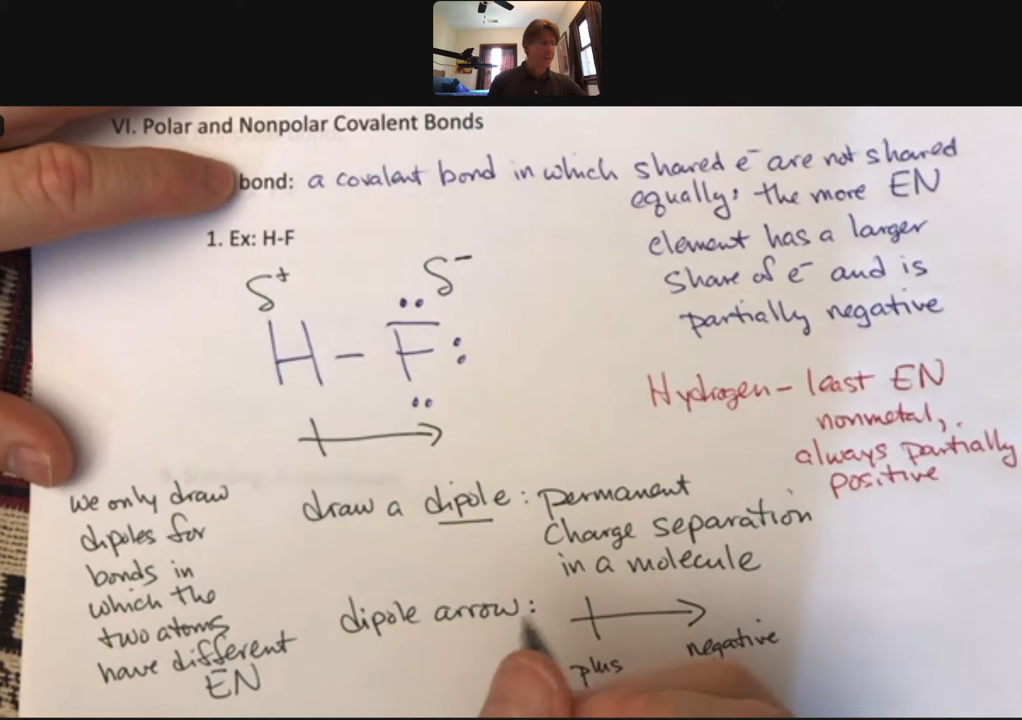 VI. Polar and Nonpolar Covalent Bonds
bond: a covalent bond in which shared e⁻ are not shared
equally: the more EN
element has a larger
share of e⁻ and is
partially negative
1. Ex: H-F
δ⁺ δ⁻
H - F
Hydrogen - least EN
nonmetal,
always partially
positive
we only draw
dipoles for
bonds in
which the
two atoms
have different
EN
draw a dipole: permanent
charge separation
in a molecule
dipole arrow:
plus negative